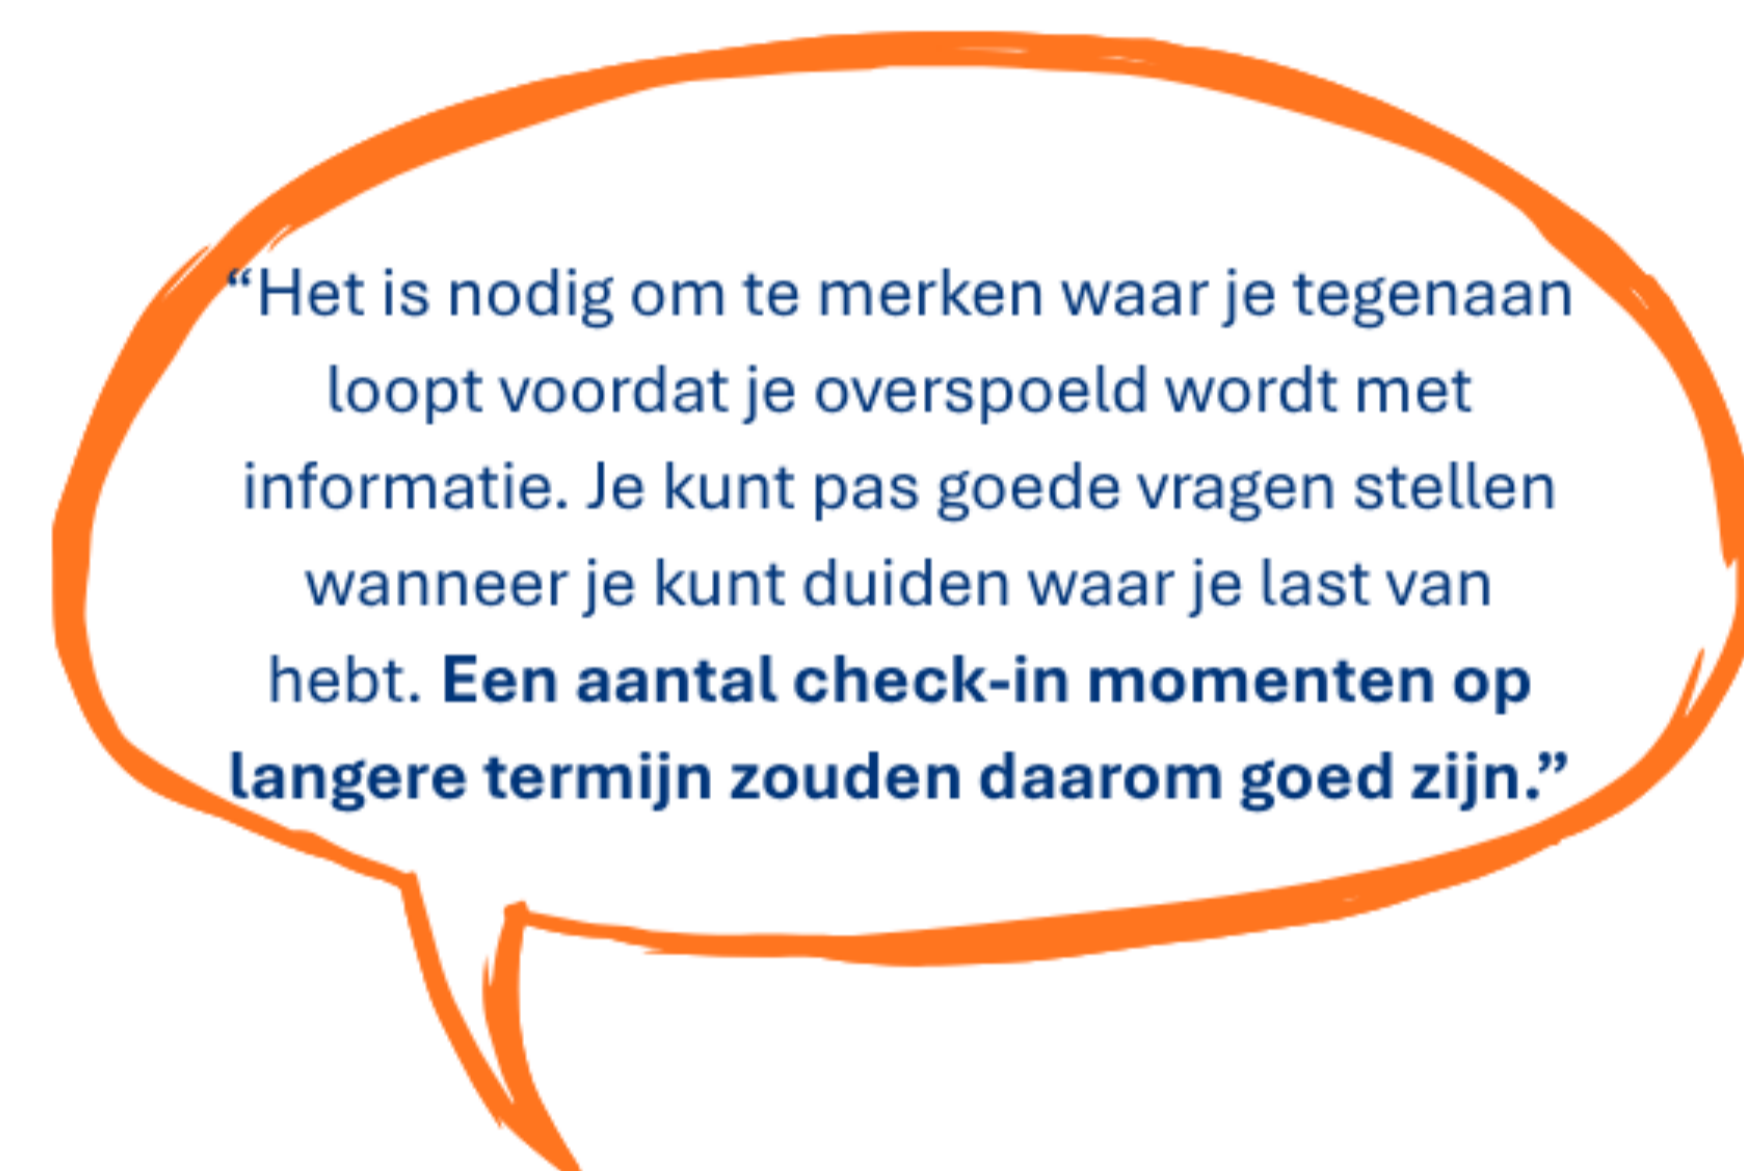 “Het is nodig om te merken waar je tegenaan
loopt voordat je overspoeld wordt met
informatie. Je kunt pas goede vragen stellen
wanneer je kunt duiden waar je last van
hebt. Een aantal check-in momenten op
langere termijn zouden daarom goed zijn.”